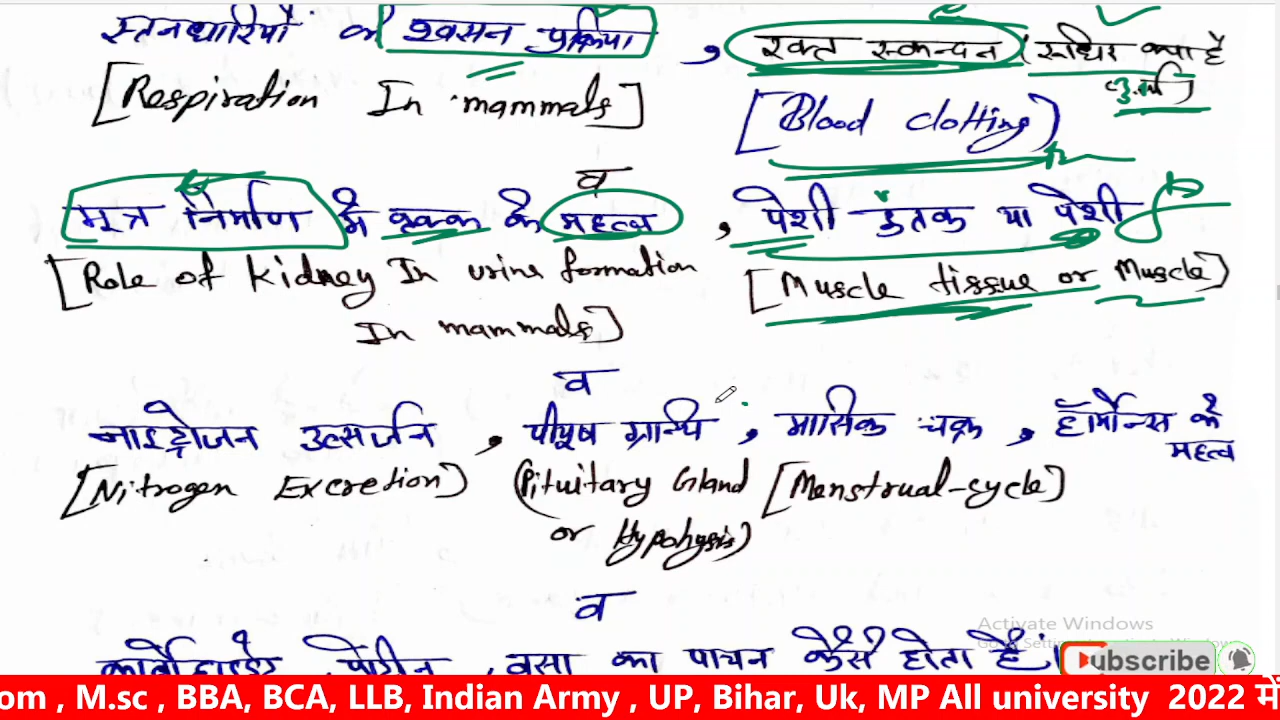 स्तनधारियों की श्वसन प्रक्रिया , रक्त स्कन्दन (रूधिर क्या है
[Respiration In mammals]
[Blood clotting]
व
मूत्र निर्माण में वृक्क के महत्व , पेशी ऊतक या पेशी
[Role of kidney In urine formation [Muscle tissue or Muscle]
In mammals]
व
नाइट्रोजन उत्सर्जन , पीयूष ग्रन्थि , मासिक चक्र , हॉर्मोन्स के
महत्व
[Nitrogen Excretion] (Pituitary Gland [Menstrual-cycle]
or Hypohysis)
व
कार्बोहाइड्रेट प्रोटीन , वसा का पाचन कैसे होता है।
Activate Windows
Subscribe
om , M.sc , BBA, BCA, LLB, Indian Army , UP, Bihar, Uk, MP All university 2022 में